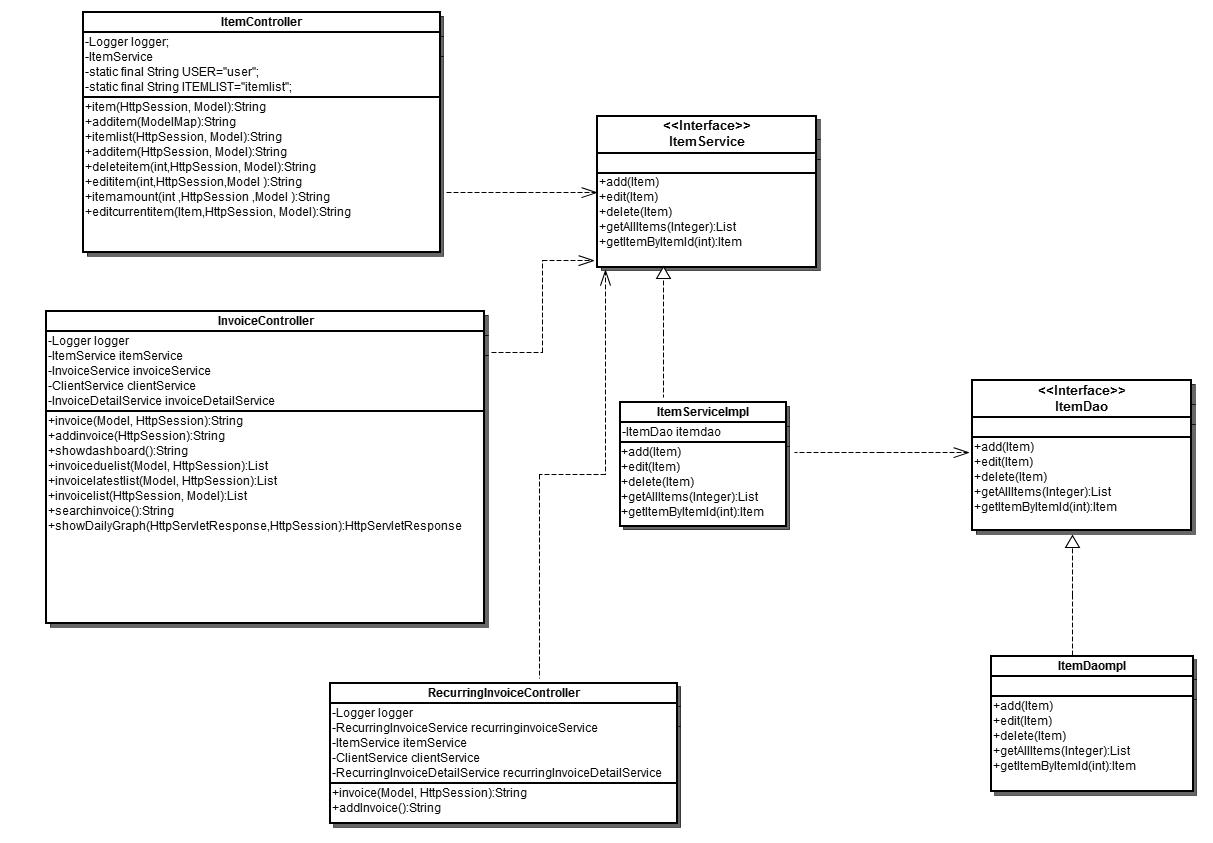 ItemController
-Logger logger;
-ItemService
-static final String USER="user";
-static final String ITEMLIST="itemlist";
+item(HttpSession, Model):String
+additem(ModelMap):String
+itemlist(HttpSession, Model):String
+additem(HttpSession, Model):String
+deleteitem(int,HttpSession, Model):String
+edititem(int,HttpSession,Model ):String
+itemamount(int ,HttpSession ,Model ):String
+editcurrentitem(Item,HttpSession, Model):String
<<Interface>>
ItemService
+add(Item)
+edit(Item)
+delete(Item)
+getAllItems(Integer):List
+getItemByItemId(int):Item
InvoiceController
-Logger logger
-ItemService itemService
-InvoiceService invoiceService
-ClientService clientService
-InvoiceDetailService invoiceDetailService
+invoice(Model, HttpSession):String
+addinvoice(HttpSession):String
+showdashboard():String
+invoiceduelist(Model, HttpSession):List
+invoicelatestlist(Model, HttpSession):List
+invoicelist(HttpSession, Model):List
+searchinvoice():String
+showDailyGraph(HttpServletResponse,HttpSession):HttpServletResponse
ItemServiceImpl
-ItemDao itemdao
+add(Item)
+edit(Item)
+delete(Item)
+getAllItems(Integer):List
+getItemByItemId(int):Item
<<Interface>>
ItemDao
+add(Item)
+edit(Item)
+delete(Item)
+getAllItems(Integer):List
+getItemByItemId(int):Item
RecurringInvoiceController
-Logger logger
-RecurringInvoiceService recurringinvoiceService
-ItemService itemService
-ClientService clientService
-RecurringInvoiceDetailService recurringInvoiceDetailService
+invoice(Model, HttpSession):String
+addInvoice():String
ItemDaompl
+add(Item)
+edit(Item)
+delete(Item)
+getAllItems(Integer):List
+getItemByItemId(int):Item